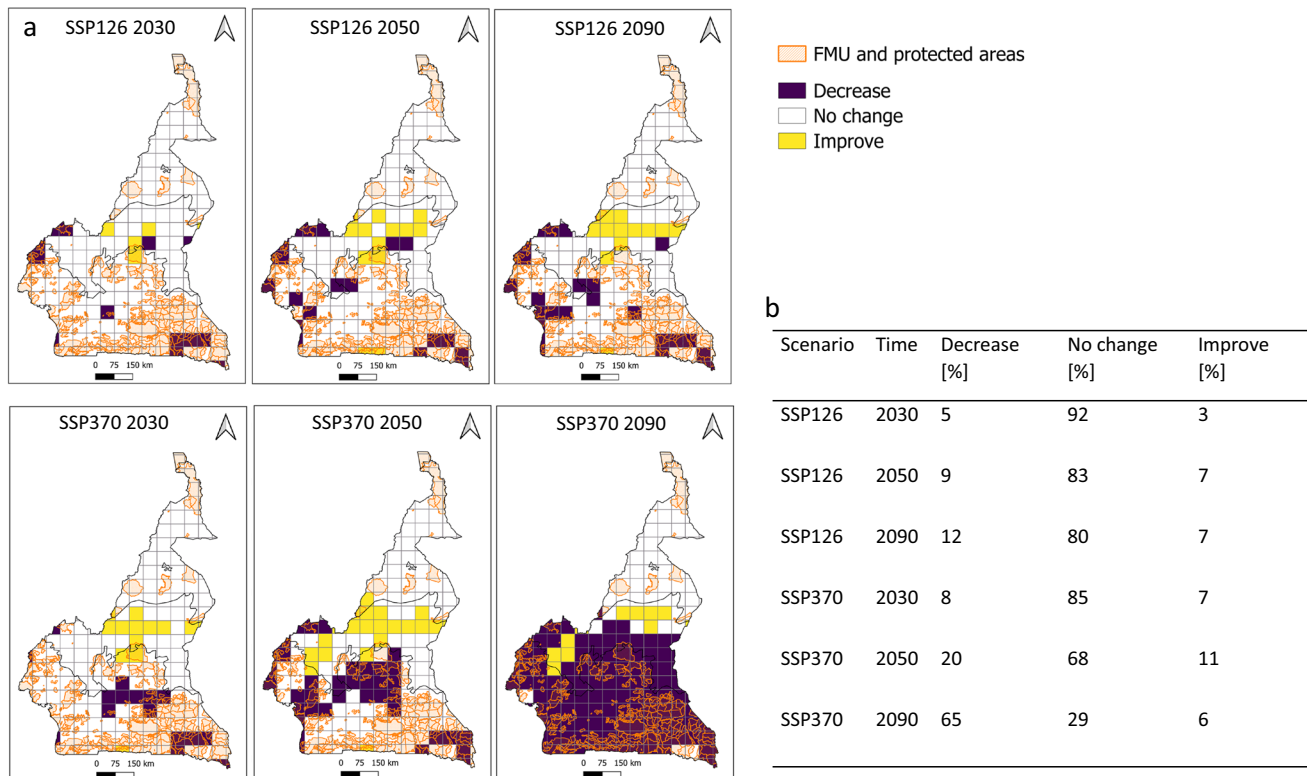 a
SSP126 2030
SSP126 2050
SSP126 2090
0 75 150 km
0 75 150 km
0 75 150 km
SSP370 2030
SSP370 2050
SSP370 2090
0 75 150 km
0 75 150 km
0 75 150 km
FMU and protected areas
Decrease
No change
Improve
b
Scenario Time Decrease No change Improve
[%] [%] [%]
SSP126 2030 5 92 3
SSP126 2050 9 83 7
SSP126 2090 12 80 7
SSP370 2030 8 85 7
SSP370 2050 20 68 11
SSP370 2090 65 29 6